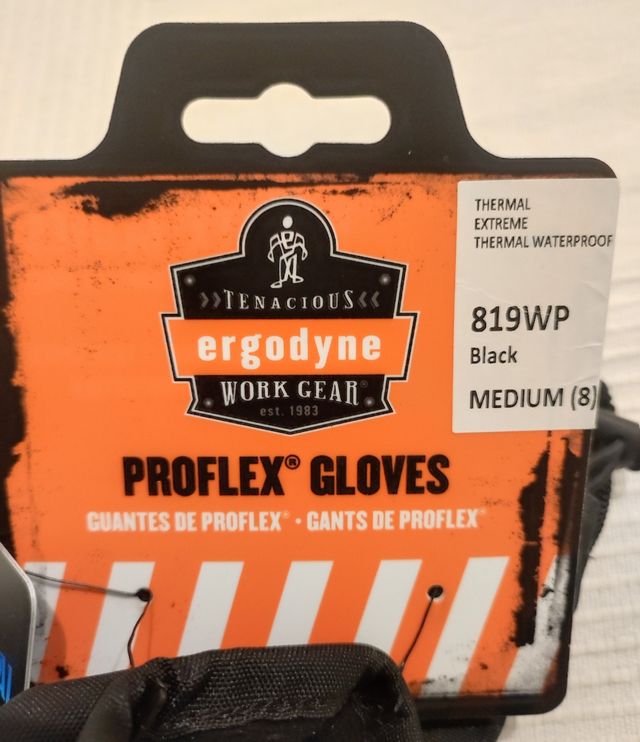 THERMAL
EXTREME
THERMAL WATERPROOF
819WP
Black
MEDIUM (8)
TENACIOUS
ergodyne
WORK GEAR®
est. 1983
PROFLEX® GLOVES
GUANTES DE PROFLEX® • GANTS DE PROFLEX®